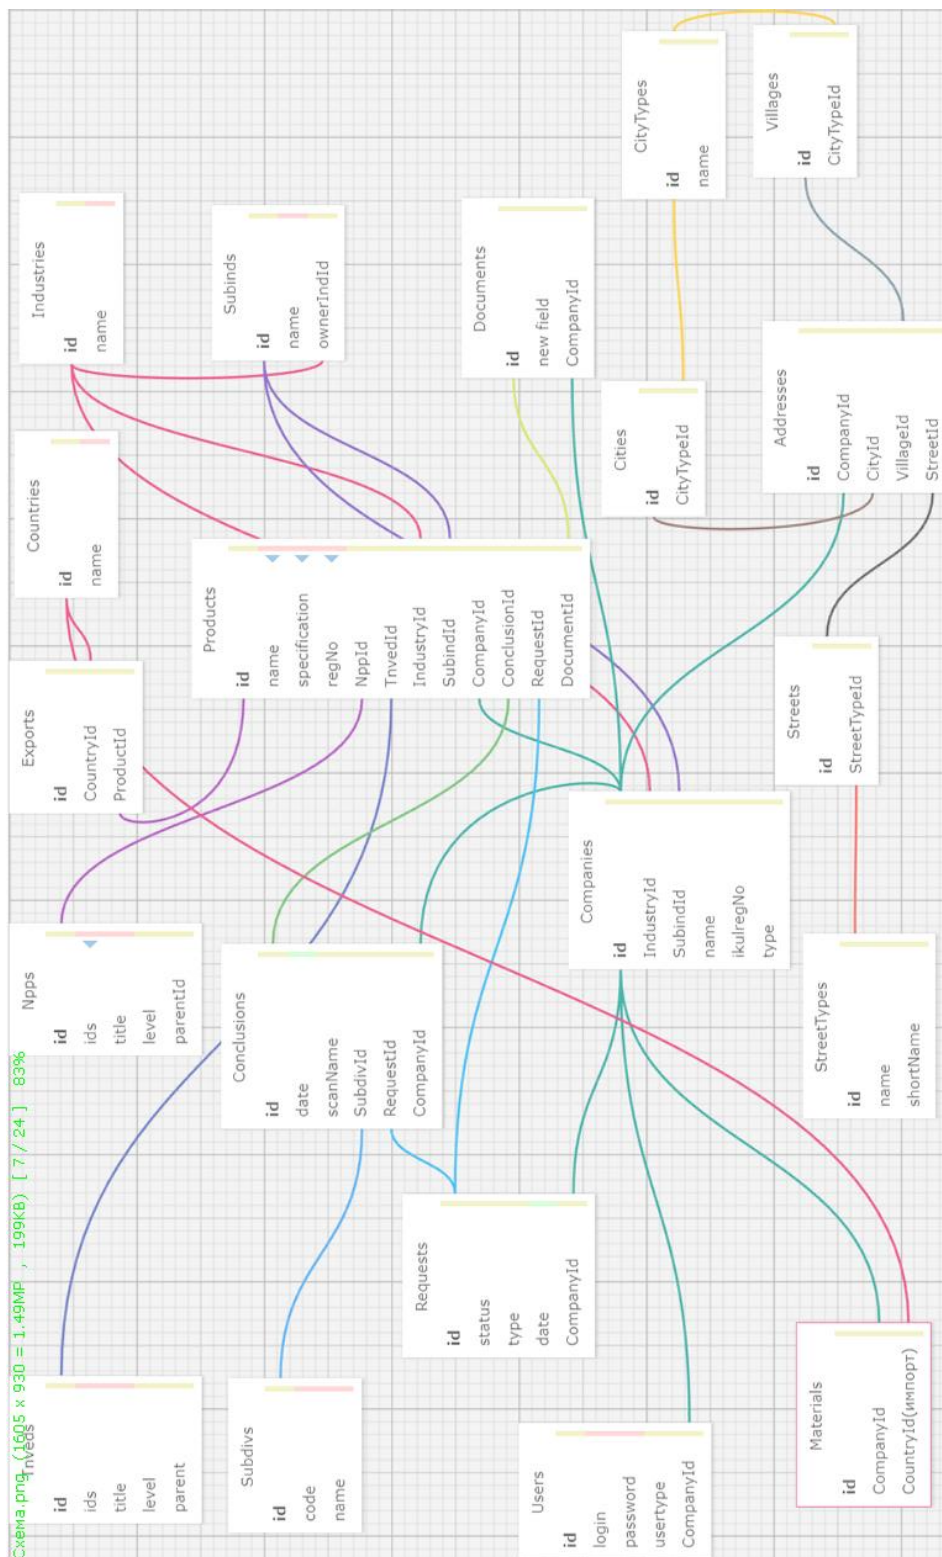 Схема.png (1605 x 930 = 1.49MP , 199KB) [ 7 / 24 ] 83%
Tnveds
id
ids
title
level
parent
Npps
id
ids
title
level
parentId
Exports
id
CountryId
ProductId
Countries
id
name
Industries
id
name
Subdivs
id
code
name
Conclusions
id
date
scanName
SubdivId
RequestId
CompanyId
Products
id
name
specification
regNo
NppId
TnvedId
IndustryId
SubindId
CompanyId
ConclusionId
RequestId
DocumentId
Subinds
id
name
ownerIndId
Requests
id
status
type
date
CompanyId
Documents
id
new field
CompanyId
Users
id
login
password
usertype
CompanyId
Companies
id
IndustryId
SubindId
name
ikulregNo
type
Cities
id
CityTypeId
CityTypes
id
name
Materials
id
CompanyId
CountryId(импорт)
StreetTypes
id
name
shortName
Streets
id
StreetTypeId
Addresses
id
CompanyId
CityId
VillageId
StreetId
Villages
id
CityTypeId